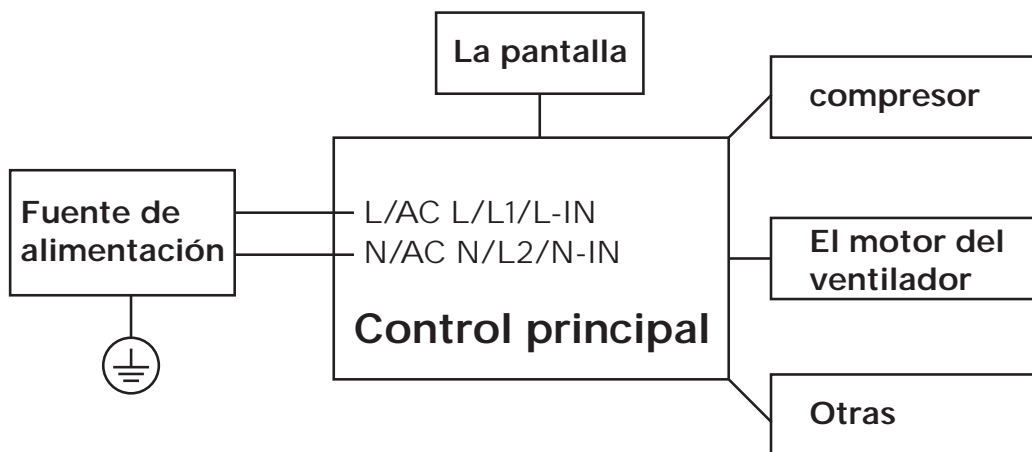 La pantalla
compresor
Fuente de
alimentación
L/AC L/L1/L-IN
N/AC N/L2/N-IN
Control principal
El motor del
ventilador
Otras